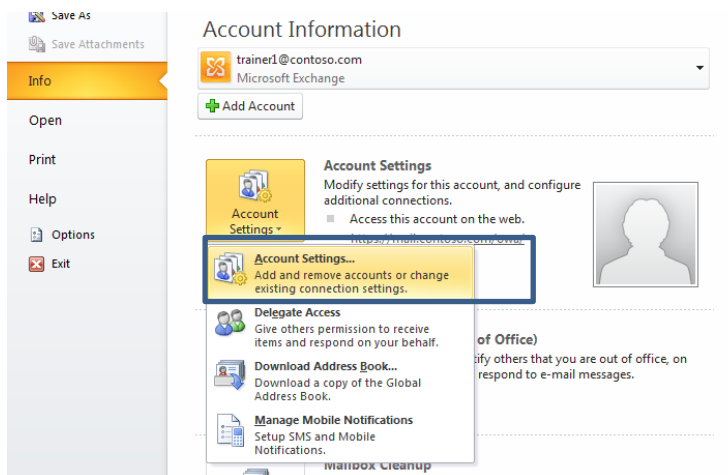 Save As
Save Attachments
Info
Open
Print
Help
Options
Exit
Account Information
trainer1@contoso.com
Microsoft Exchange
Add Account
Account
Settings
Account Settings
Modify settings for this account, and configure
additional connections.
Access this account on the web.
https://mail.contoso.com/owa/
Account Settings...
Add and remove accounts or change
existing connection settings.
Delegate Access
Give others permission to receive
items and respond on your behalf.
Download Address Book...
Download a copy of the Global
Address Book.
Manage Mobile Notifications
Setup SMS and Mobile
Notifications.
of Office)
tify others that you are out of office, on
respond to e-mail messages.
Mailbox Cleanup